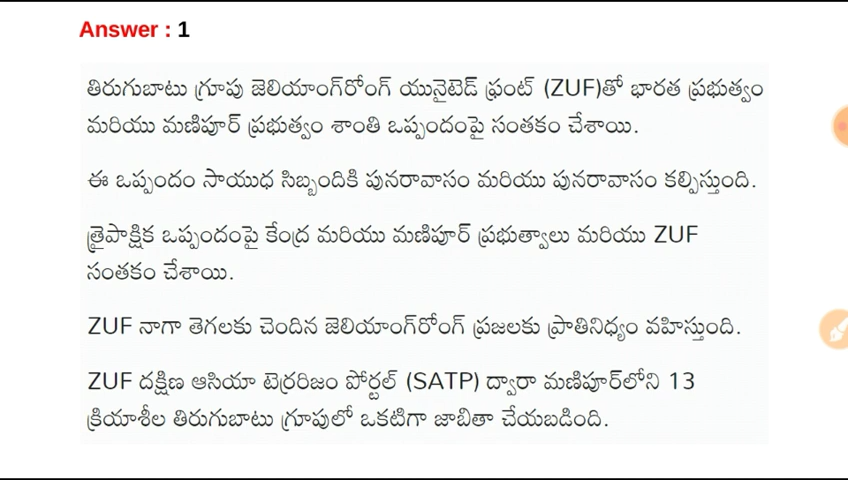 Answer : 1
తిరుగుబాటు గ్రూపు జెలియాంగ్‌రోంగ్ యునైటెడ్ ఫ్రంట్ (ZUF)తో భారత ప్రభుత్వం
మరియు మణిపూర్ ప్రభుత్వం శాంతి ఒప్పందంపై సంతకం చేశాయి.
ఈ ఒప్పందం సాయుధ సిబ్బందికి పునరావాసం మరియు పునరావాసం కల్పిస్తుంది.
త్రైపాక్షిక ఒప్పందంపై కేంద్ర మరియు మణిపూర్ ప్రభుత్వాలు మరియు ZUF
సంతకం చేశాయి.
ZUF నాగా తెగలకు చెందిన జెలియాంగ్‌రోంగ్ ప్రజలకు ప్రాతినిధ్యం వహిస్తుంది.
ZUF దక్షిణ ఆసియా టెర్రరిజం పోర్టల్ (SATP) ద్వారా మణిపూర్‌లోని 13
క్రియాశీల తిరుగుబాటు గ్రూపులో ఒకటిగా జాబితా చేయబడింది.